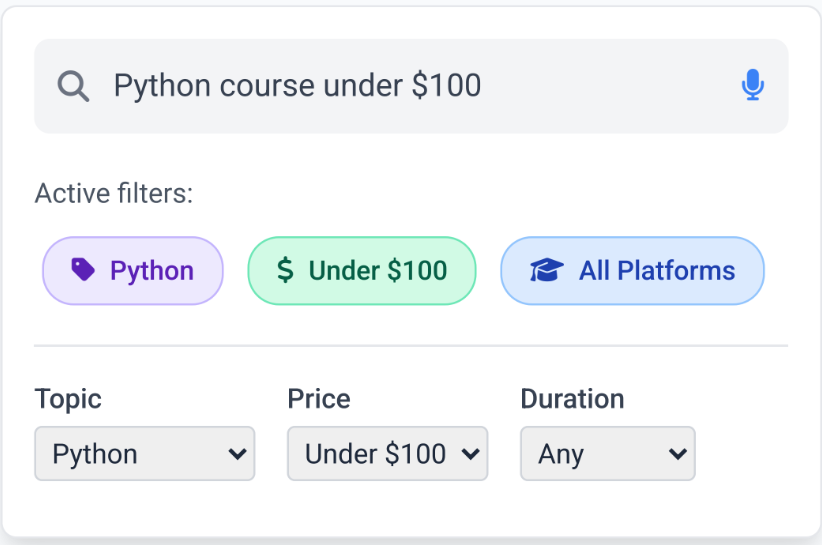 Python course under $100
Active filters:
Python
$ Under $100
All Platforms
Topic Price Duration
Python Under $100 Any